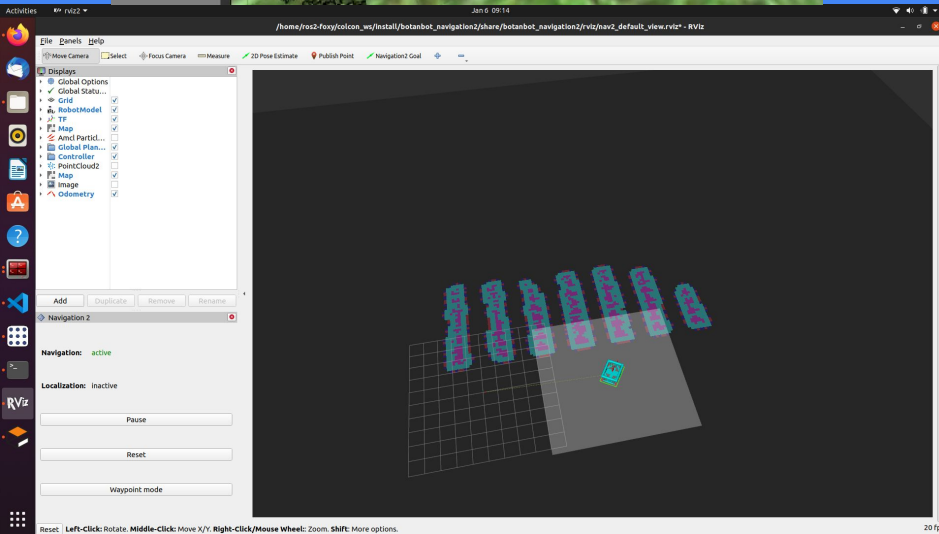 Activities
rviz2
Jan 6 09:14
/home/ros2-foxy/colcon_ws/install/botanbot_navigation2/share/botanbot_navigation2/rviz/nav2_default_view.rviz* - RViz
File Panels Help
Move Camera Select Focus Camera Measure 2D Pose Estimate Publish Point Navigation2 Goal
Displays
Global Options
Global Statu...
Grid
RobotModel
TF
Map
Amcl Particl...
Global Plan...
Controller
PointCloud2
Map
Image
Odometry
Add Duplicate Remove Rename
Navigation 2
Navigation: active
Localization: inactive
Pause
Reset
Waypoint mode
RViz
Reset Left-Click: Rotate. Middle-Click: Move X/Y. Right-Click/Mouse Wheel:: Zoom. Shift: More options.
20 fp